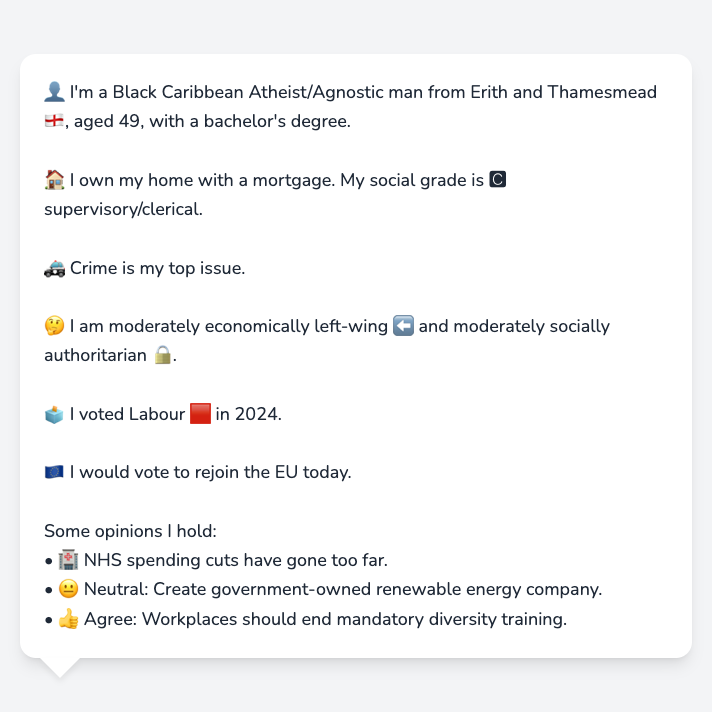 👤 I'm a Black Caribbean Atheist/Agnostic man from Erith and Thamesmead
🏴󠁧󠁢󠁥󠁮󠁧󠁿, aged 49, with a bachelor's degree.
🏠 I own my home with a mortgage. My social grade is 🅲
supervisory/clerical.
🚓 Crime is my top issue.
🤔 I am moderately economically left-wing ⬅️ and moderately socially
authoritarian 🔒.
🗳️ I voted Labour 🟥 in 2024.
🇪🇺 I would vote to rejoin the EU today.
Some opinions I hold:
• 🏥 NHS spending cuts have gone too far.
• 😐 Neutral: Create government-owned renewable energy company.
• 👍 Agree: Workplaces should end mandatory diversity training.